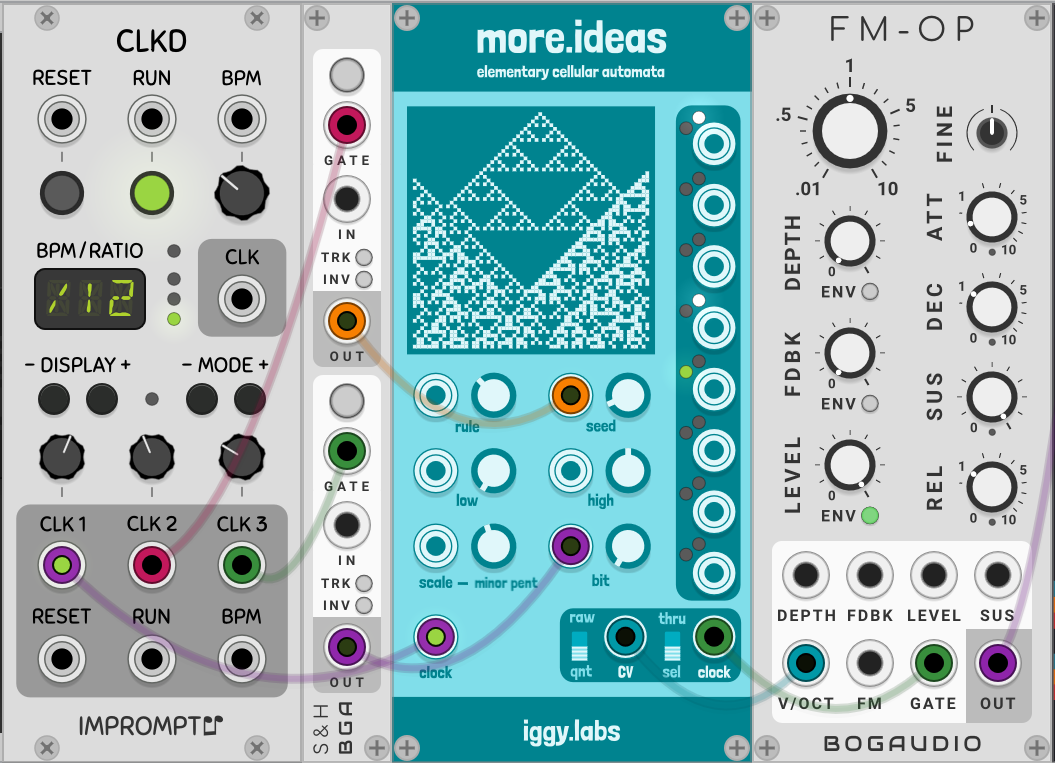 CLKD
RESET RUN BPM
BPM/RATIO
X12
CLK
– DISPLAY +
– MODE +
CLK 1 CLK 2 CLK 3
RESET RUN BPM
IMPROMPTU
GATE
IN
TRK
INV
OUT
GATE
IN
TRK
INV
OUT
S&H
BGA
more.ideas
elementary cellular automata
rule seed
low high
scale – minor pent bit
clock
raw
qnt
CV
thru
sel
clock
iggy.labs
FM-OP
1
.5 5
.01 10
FINE
DEPTH
0
ENV
FDBK
0
ENV
LEVEL
0
ENV
ATT
1 5
0 10
DEC
1 5
0 10
SUS
0
REL
1 5
0 10
DEPTH FDBK LEVEL SUS
V/OCT FM GATE OUT
BOGAUDIO